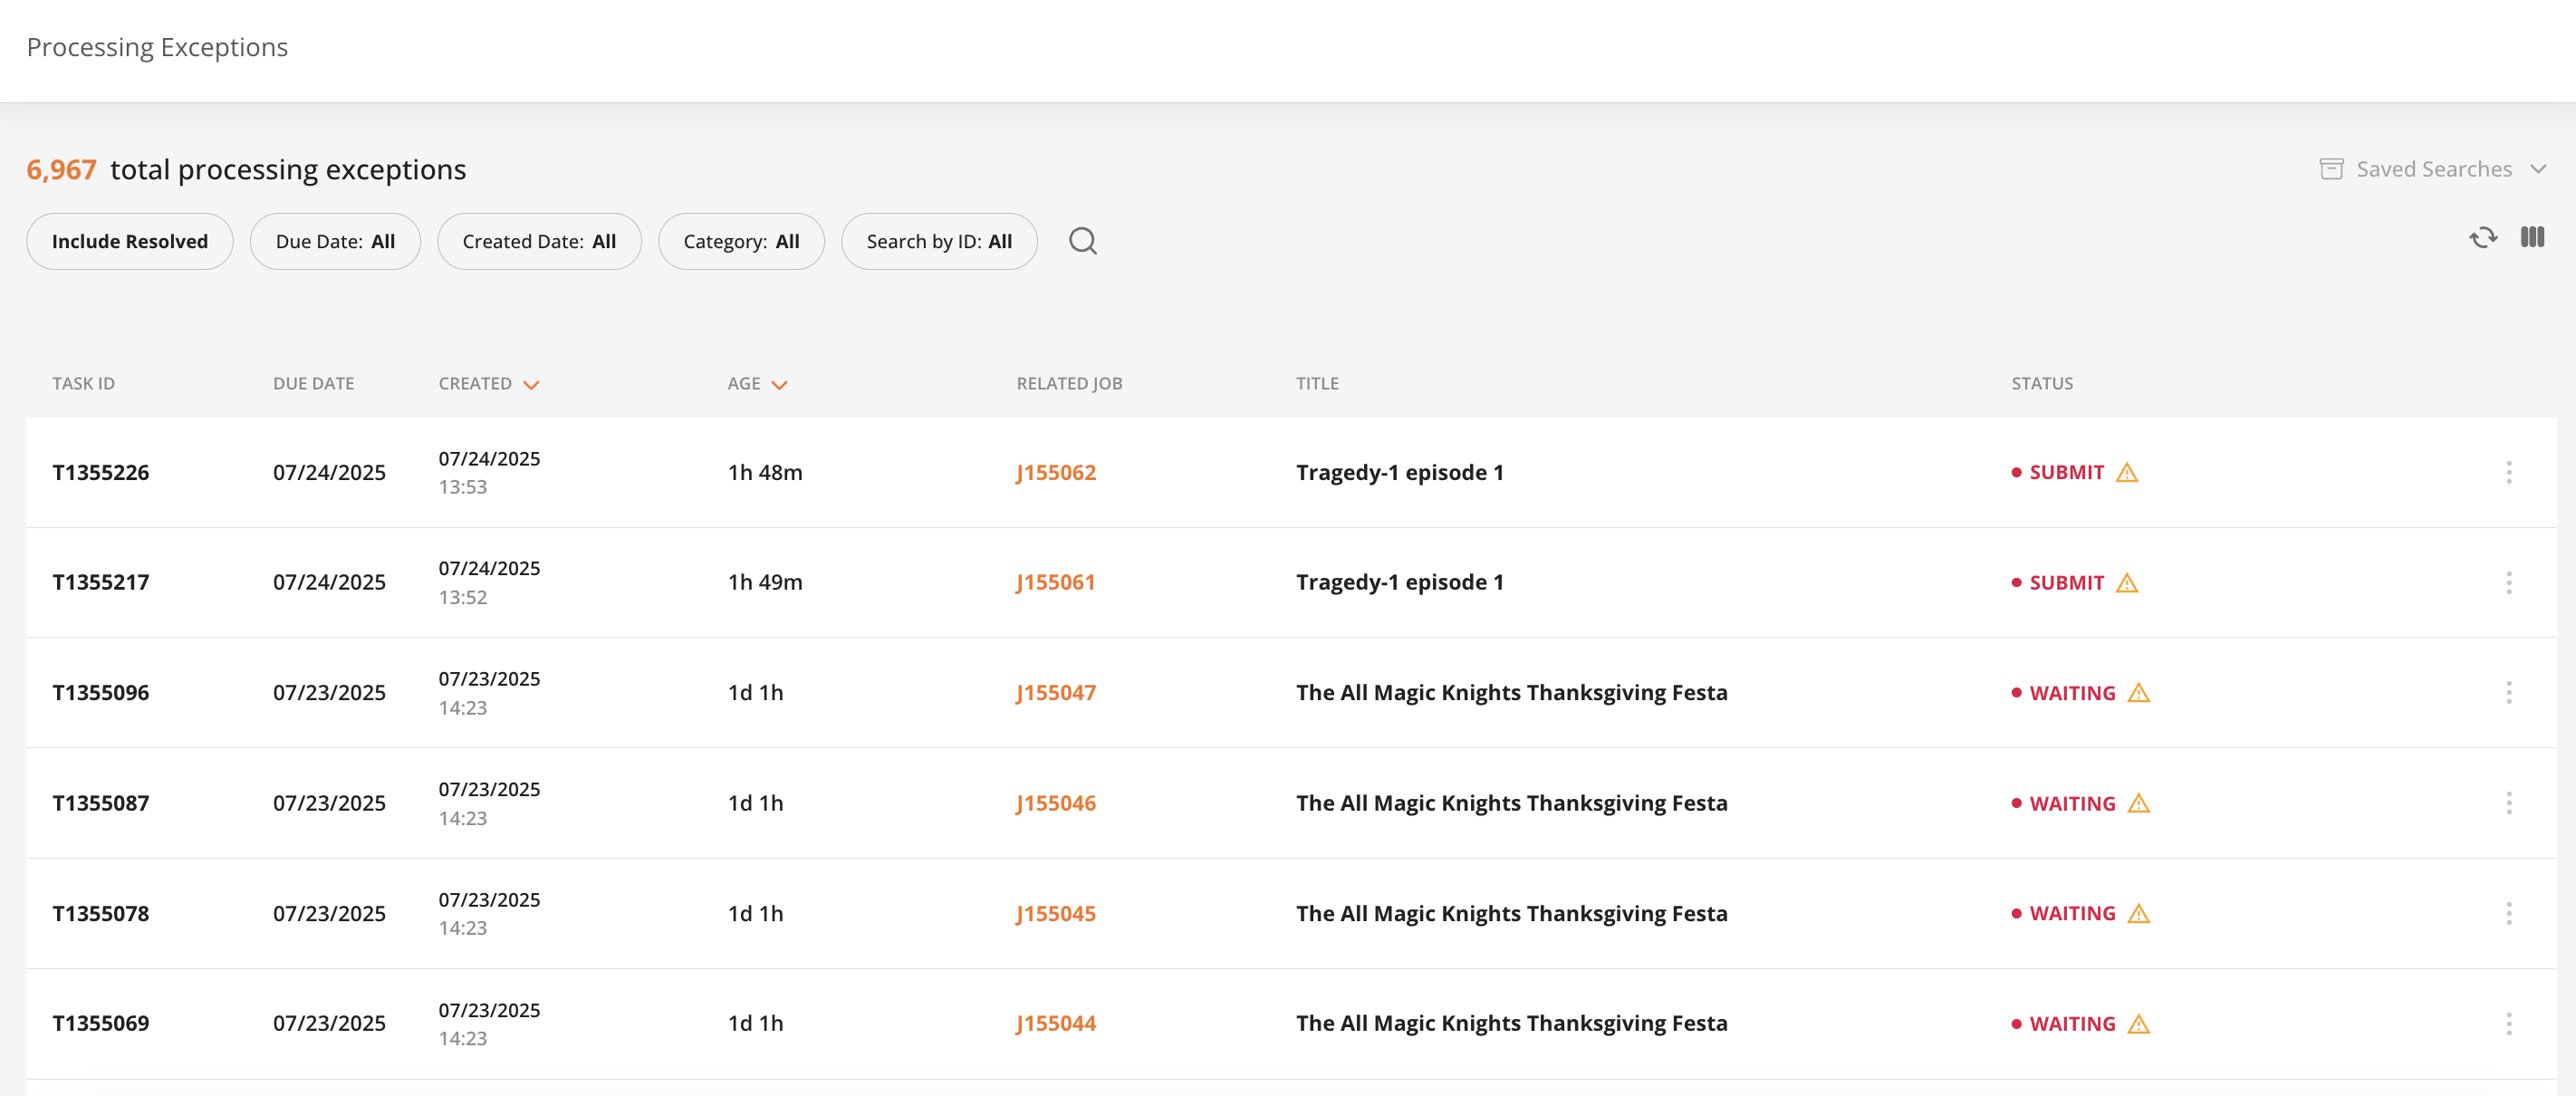 Processing Exceptions
6,967 total processing exceptions
Saved Searches
Include Resolved
Due Date: All
Created Date: All
Category: All
Search by ID: All
TASK ID DUE DATE CREATED AGE RELATED JOB TITLE STATUS
T1355226 07/24/2025 07/24/2025 13:53 1h 48m J155062 Tragedy-1 episode 1 SUBMIT
T1355217 07/24/2025 07/24/2025 13:52 1h 49m J155061 Tragedy-1 episode 1 SUBMIT
T1355096 07/23/2025 07/23/2025 14:23 1d 1h J155047 The All Magic Knights Thanksgiving Festa WAITING
T1355087 07/23/2025 07/23/2025 14:23 1d 1h J155046 The All Magic Knights Thanksgiving Festa WAITING
T1355078 07/23/2025 07/23/2025 14:23 1d 1h J155045 The All Magic Knights Thanksgiving Festa WAITING
T1355069 07/23/2025 07/23/2025 14:23 1d 1h J155044 The All Magic Knights Thanksgiving Festa WAITING